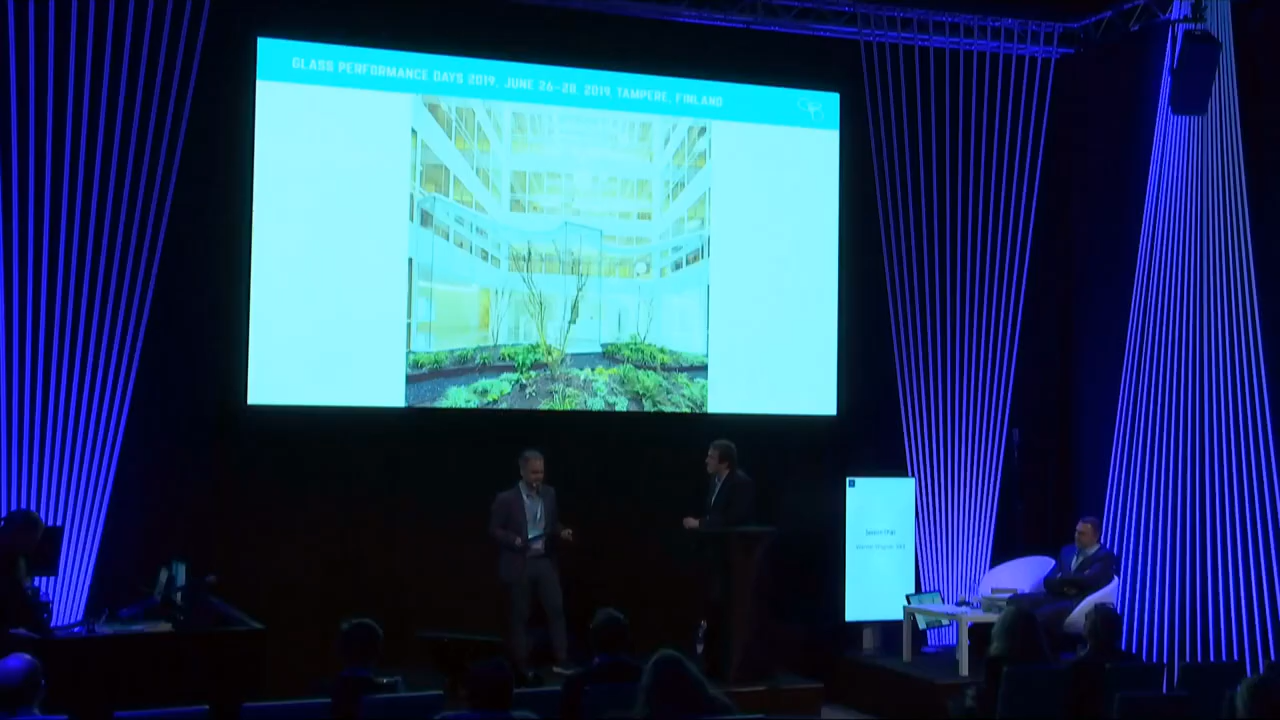 GLASS PERFORMANCE DAYS 2019, JUNE 26-28, 2019, TAMPERE, FINLAND